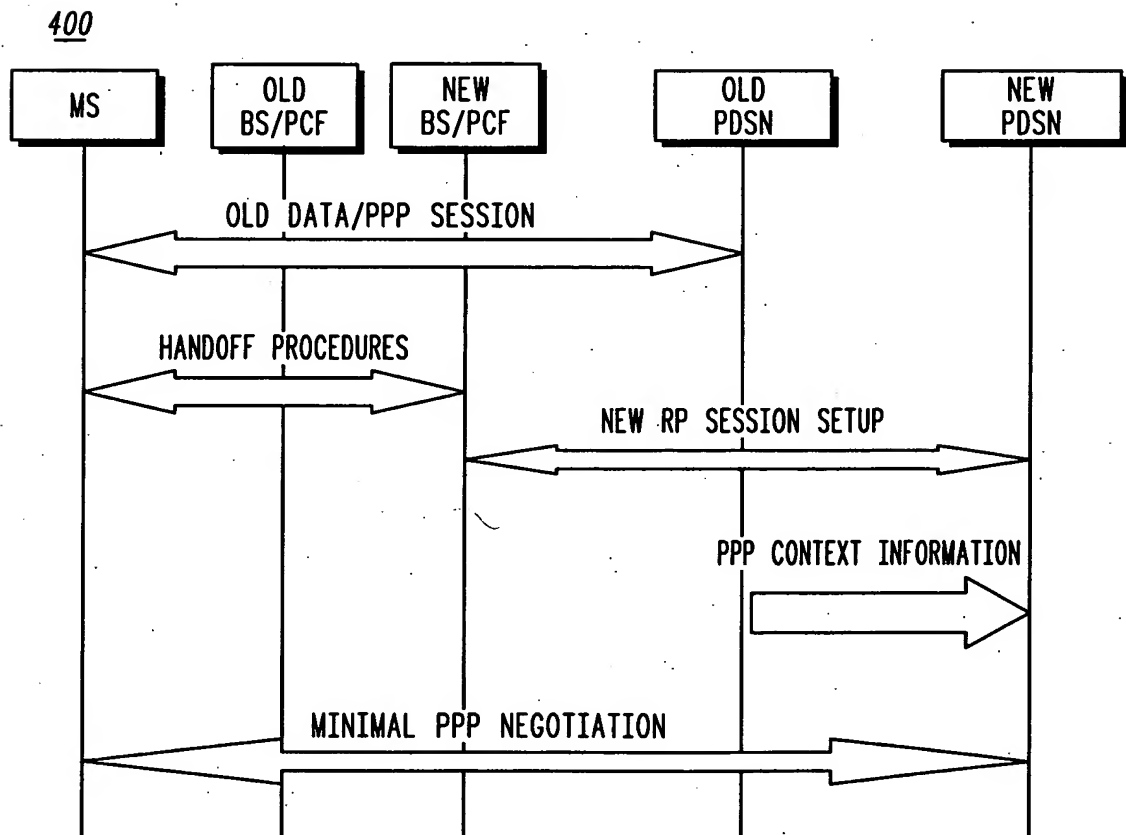 400
MS
OLD
BS/PCF
NEW
BS/PCF
OLD
PDSN
NEW
PDSN
OLD DATA/PPP SESSION
HANDOFF PROCEDURES
NEW RP SESSION SETUP
PPP CONTEXT INFORMATION
MINIMAL PPP NEGOTIATION